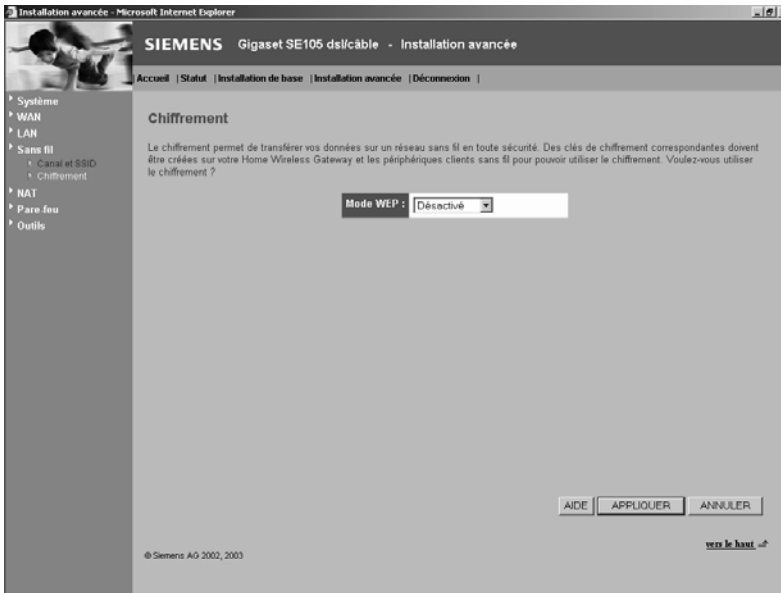 Installation avancée - Microsoft Internet Explorer
SIEMENS Gigaset SE105 dsl/câble - Installation avancée
| Accueil | Statut | Installation de base | Installation avancée | Déconnexion |
Système
WAN
LAN
Sans fil
Canal et SSID
Chiffrement
NAT
Pare-feu
Outils
Chiffrement
Le chiffrement permet de transférer vos données sur un réseau sans fil en toute sécurité. Des clés de chiffrement correspondantes doivent
être créées sur votre Home Wireless Gateway et les périphériques clients sans fil pour pouvoir utiliser le chiffrement. Voulez-vous utiliser
le chiffrement ?
Mode WEP : Désactivé
AIDE APPLIQUER ANNULER
vers le haut
© Siemens AG 2002, 2003